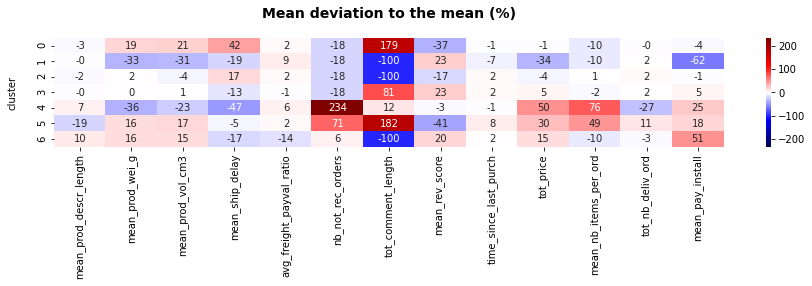 Mean deviation to the mean (%)
0 -3 19 21 42 2 -18 179 -37 -1 -1 -10 -0 -4
1 -0 -33 -31 -19 9 -18 -100 23 -7 -34 -10 2 -62
2 -2 2 -4 17 2 -18 -100 -17 2 -4 1 2 -1
3 -0 0 1 -13 -1 -18 81 23 2 5 -2 2 5
4 7 -36 -23 -47 6 234 12 -3 -1 50 76 -27 25
5 -19 16 17 -2 2 71 182 -41 8 30 49 11 18
6 10 16 15 -17 -14 6 -100 20 2 15 -10 -3 51
cluster
mean_prod_descr_length
mean_prod_wei_g
mean_prod_vol_cm3
mean_ship_delay
avg_freight_payval_ratio
nb_not_rec_orders
tot_comment_length
mean_rev_score
time_since_last_purch
tot_price
mean_nb_items_per_ord
tot_nb_deliv_ord
mean_pay_install
200
100
0
−100
−200